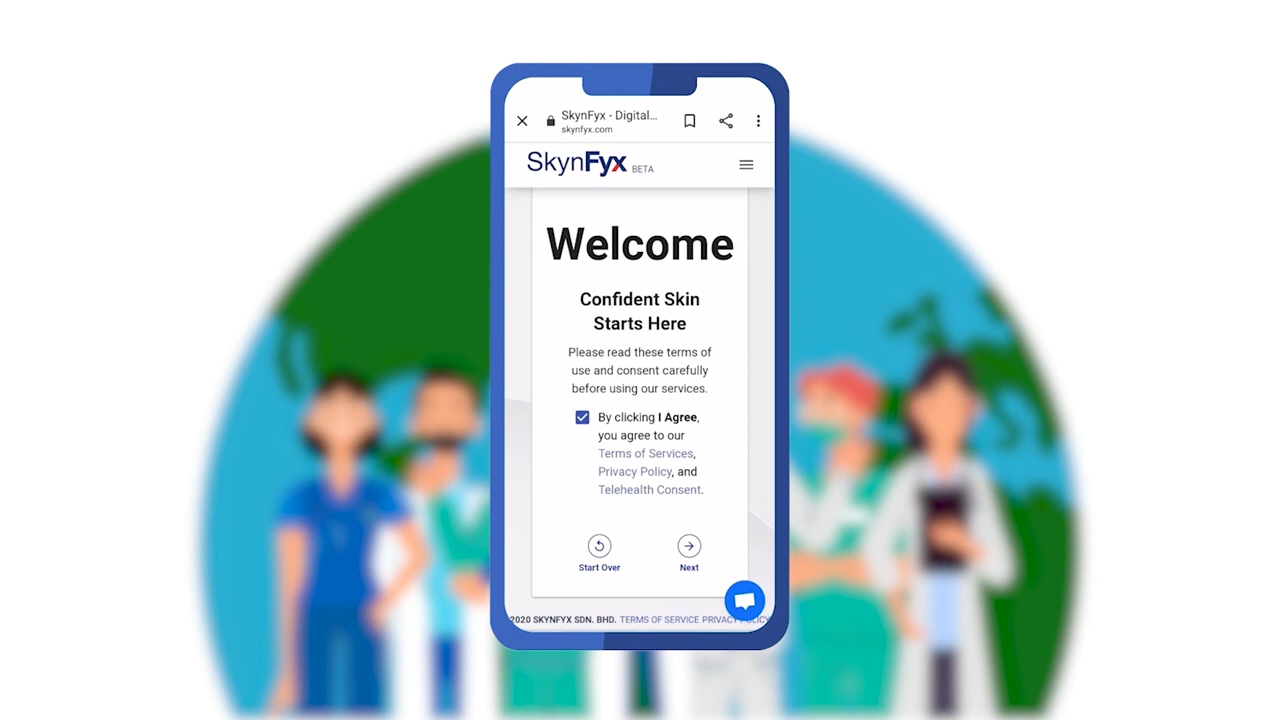 SkynFyx - Digital...
skynfyx.com
SkynFyx BETA
Welcome
Confident Skin
Starts Here
Please read these terms of
use and consent carefully
before using our services.
By clicking I Agree,
you agree to our
Terms of Services,
Privacy Policy, and
Telehealth Consent.
Start Over
Next
2020 SKYNFYX SDN. BHD. TERMS OF SERVICE PRIVACY POLICY